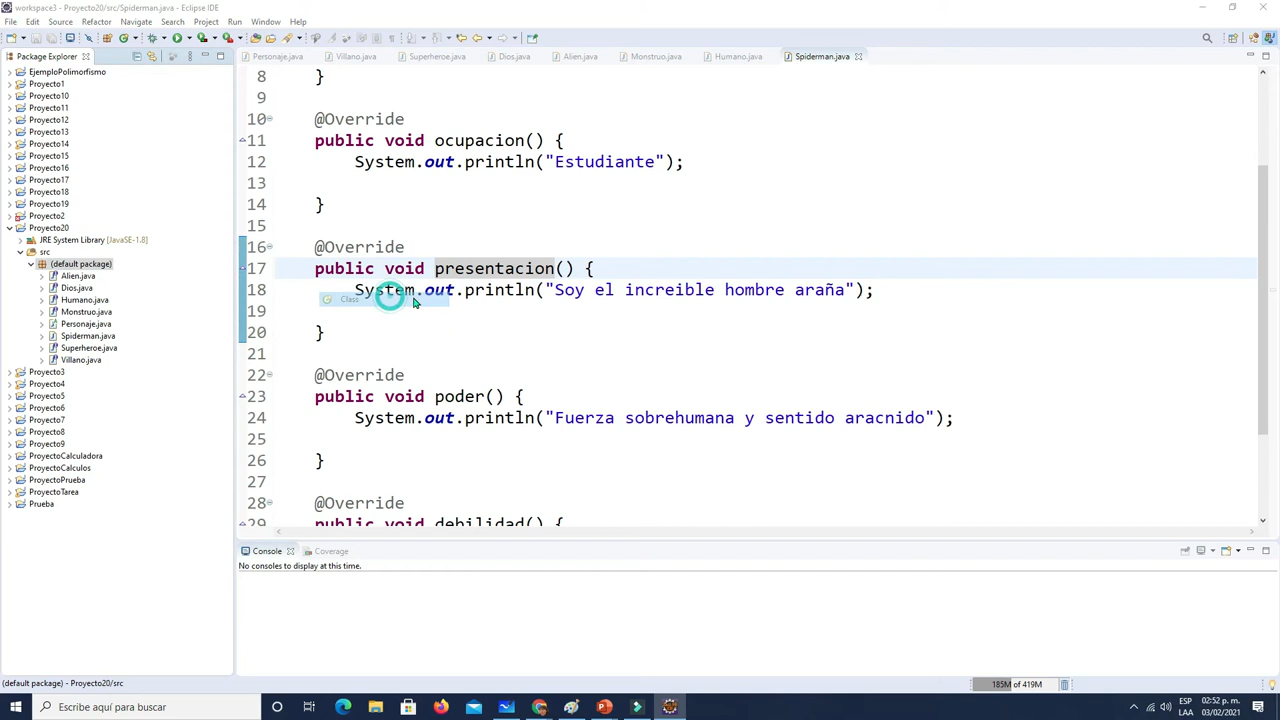 workspace3 - Proyecto20/src/Spiderman.java - Eclipse IDE
File Edit Source Refactor Navigate Search Project Run Window Help
Package Explorer
Personaje.java Villano.java Superheroe.java Dios.java Alien.java Monstruo.java Humano.java Spiderman.java
EjemploPolimorfismo
Proyecto1
Proyecto10
Proyecto11
Proyecto12
Proyecto13
Proyecto14
Proyecto15
Proyecto16
Proyecto17
Proyecto18
Proyecto19
Proyecto2
Proyecto20
JRE System Library [JavaSE-1.8]
src
(default package)
Alien.java
Dios.java
Humano.java
Monstruo.java
Personaje.java
Spiderman.java
Superheroe.java
Villano.java
Proyecto3
Proyecto4
Proyecto5
Proyecto6
Proyecto7
Proyecto8
Proyecto9
ProyectoCalculadora
ProyectoCalculos
ProyectoPrueba
ProyectoTarea
Prueba
8 }
9
10 @Override
11 public void ocupacion() {
12 System.out.println("Estudiante");
13
14 }
15
16 @Override
17 public void presentacion() {
18 System.out.println("Soy el increible hombre araña");
Class
19
20 }
21
22 @Override
23 public void poder() {
24 System.out.println("Fuerza sobrehumana y sentido aracnido");
25
26 }
27
28 @Override
29 public void debilidad() {
Console Coverage
No consoles to display at this time.
(default package) - Proyecto20/src
185M of 419M
Escribe aquí para buscar
ESP
LAA
02:52 p. m.
03/02/2021